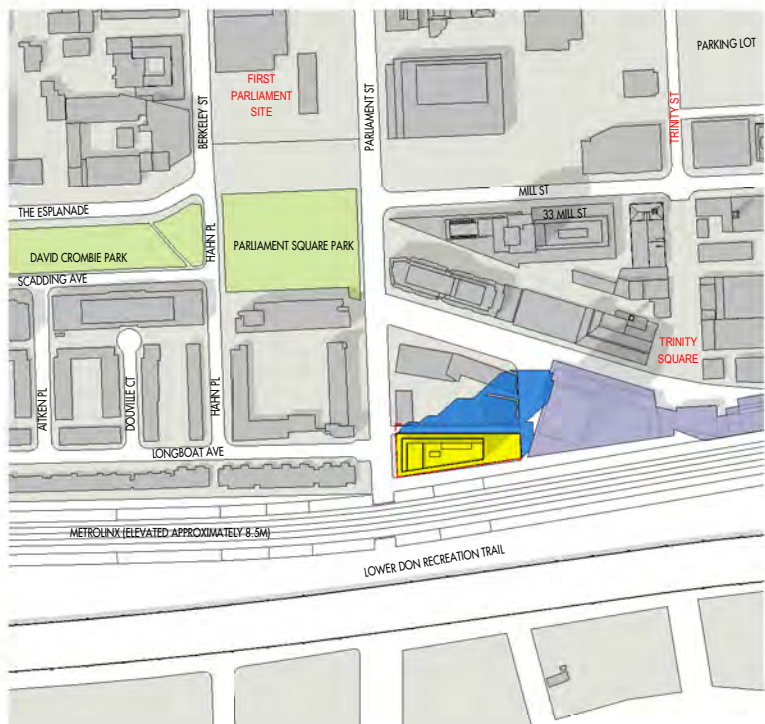 PARKING LOT
FIRST
PARLIAMENT
SITE
BERKELEY ST
PARLIAMENT ST
TRINITY ST
MILL ST
THE ESPLANADE
33 MILL ST
HAHN PL
DAVID CROMBIE PARK
PARLIAMENT SQUARE PARK
SCADDING AVE
TRINITY
SQUARE
AITKEN PL
DOUVILLE CT
HAHN PL
LONGBOAT AVE
METROLINX (ELEVATED APPROXIMATELY 8.5M)
LOWER DON RECREATION TRAIL